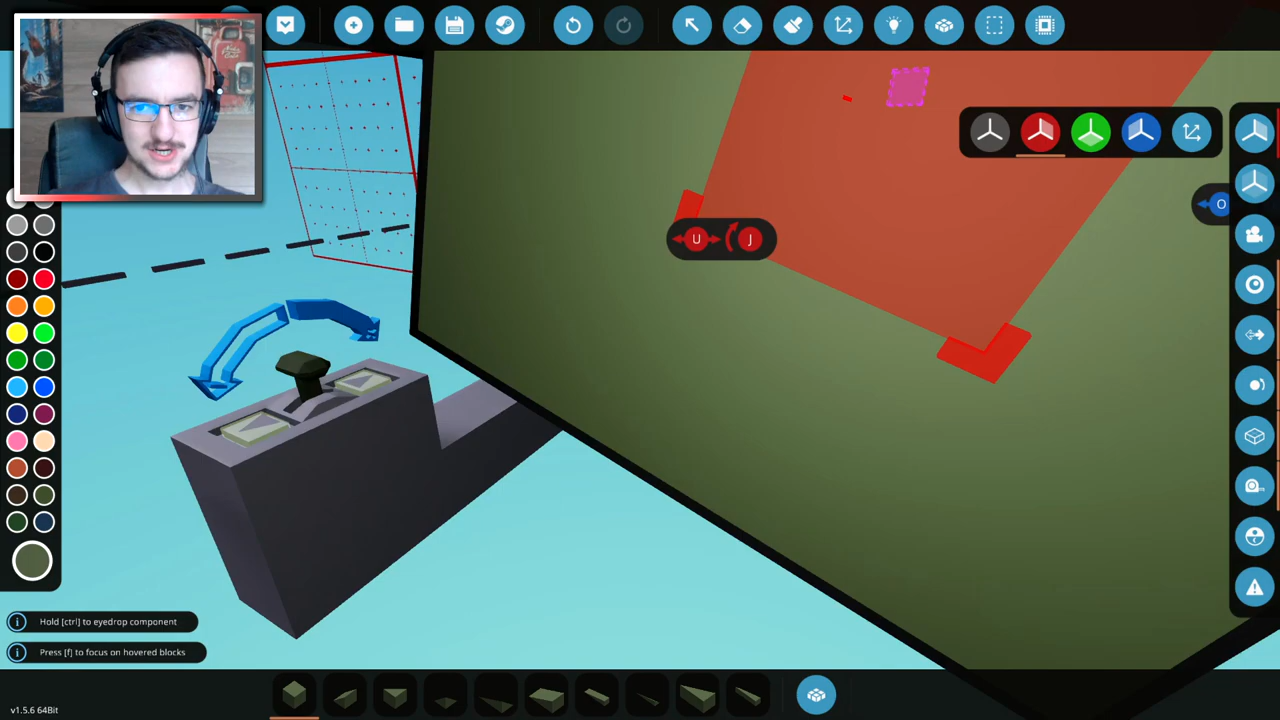 U
J
O
Hold [ctrl] to eyedrop component
Press [f] to focus on hovered blocks
v1.5.6 64Bit